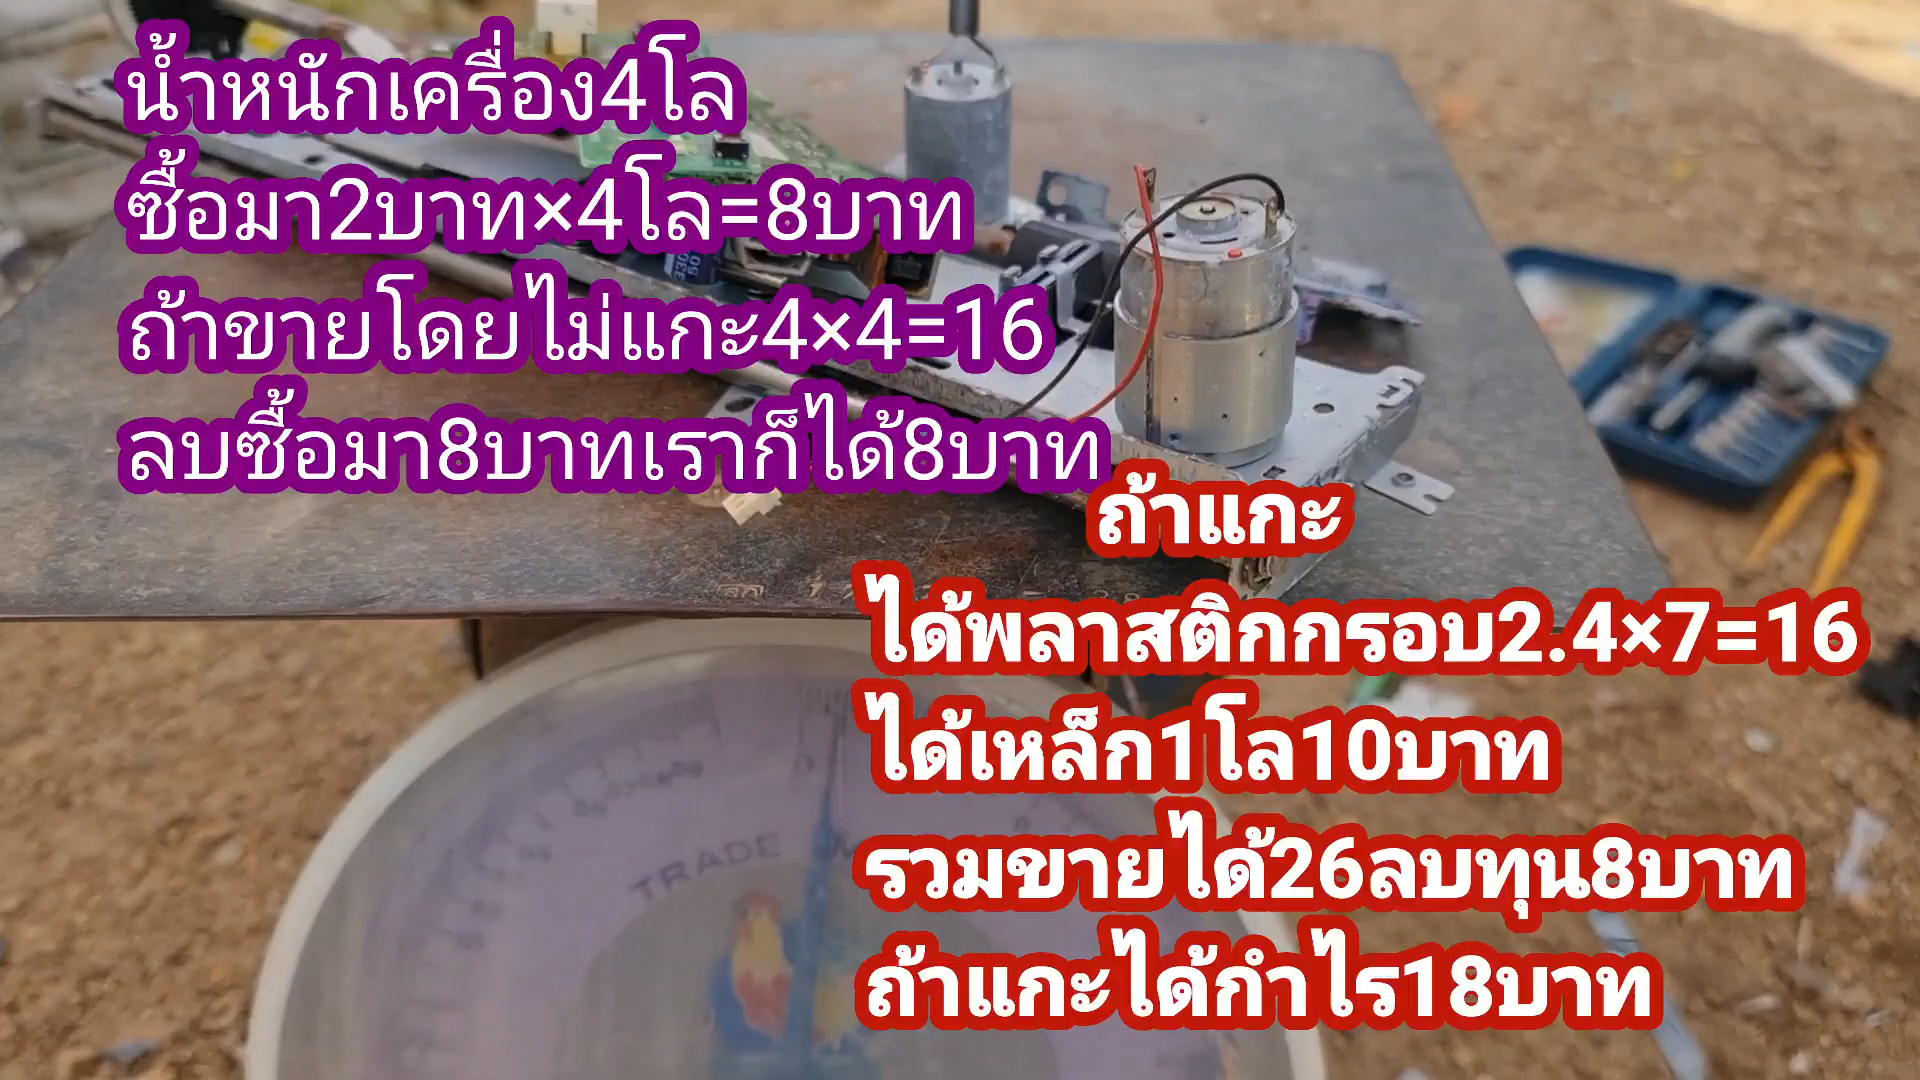 น้ำหนักเครื่อง4โล
ซื้อมา2บาท×4โล=8บาท
ถ้าขายโดยไม่แกะ4×4=16
ลบซื้อมา8บาทเราก็ได้8บาท
ถ้าแกะ
ได้พลาสติกกรอบ2.4×7=16
ได้เหล็ก1โล10บาท
รวมขายได้26ลบทุน8บาท
ถ้าแกะได้กำไร18บาท
330
50
TRADE